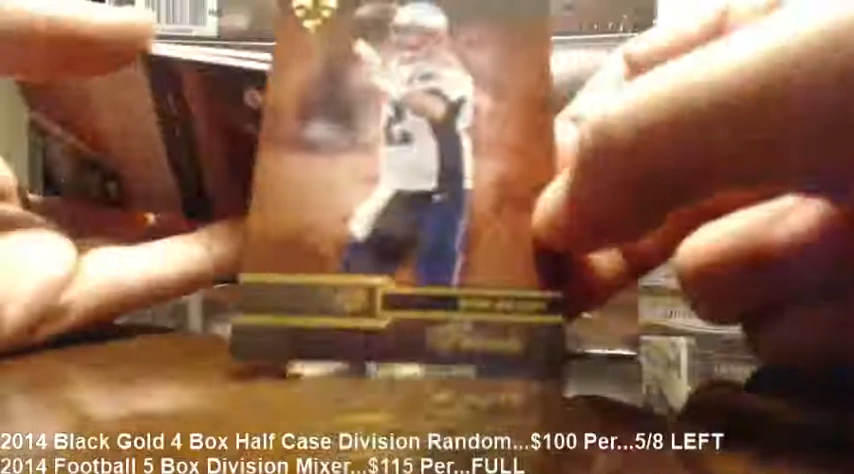 2014 Black Gold 4 Box Half Case Division Random...$100 Per...5/8 LEFT
2014 Football 5 Box Division Mixer...$115 Per...FULL